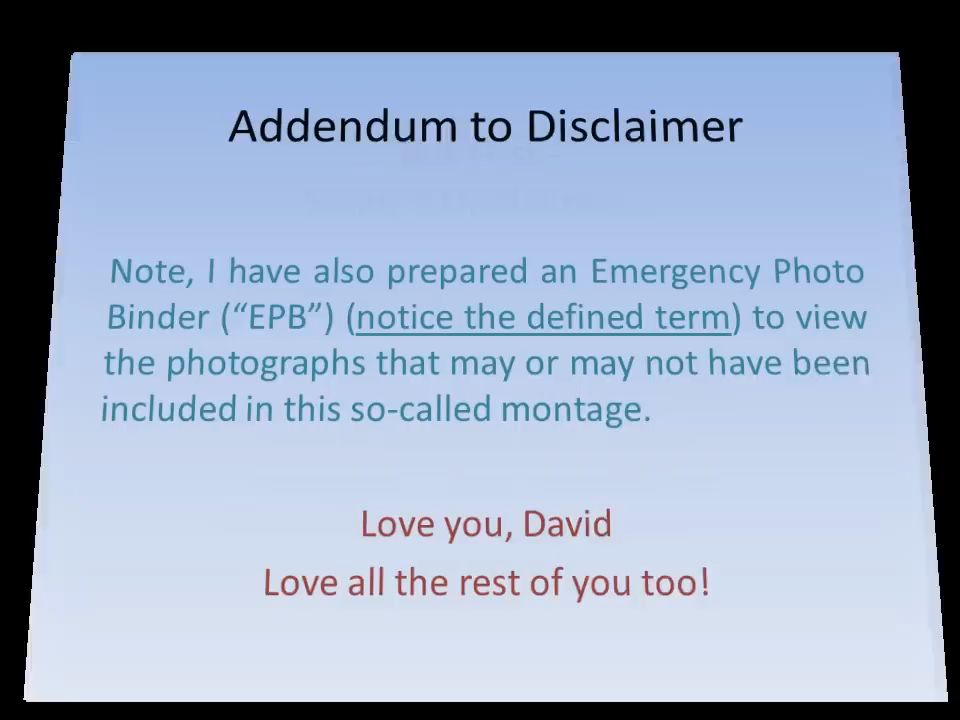 Addendum to Disclaimer
Note, I have also prepared an Emergency Photo
Binder (“EPB”) (notice the defined term) to view
the photographs that may or may not have been
included in this so-called montage.
Love you, David
Love all the rest of you too!